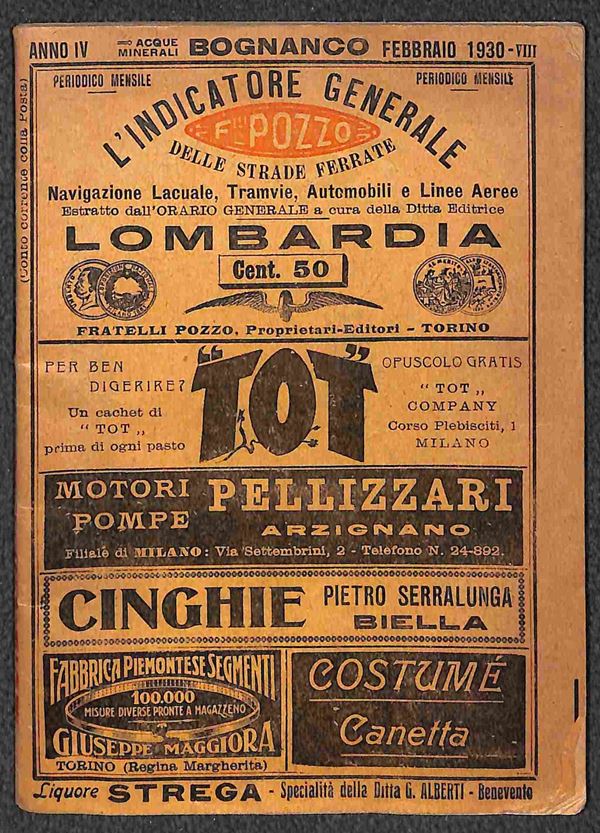 ANNO IV ACQUE MINERALI BOGNANCO FEBBRAIO 1930-VIII
(Conto corrente colla Posta)
PERIODICO MENSILE PERIODICO MENSILE
L'INDICATORE GENERALE
FLLI POZZO
DELLE STRADE FERRATE
Navigazione Lacuale, Tramvie, Automobili e Linee Aeree
Estratto dall'ORARIO GENERALE a cura della Ditta Editrice
LOMBARDIA
Cent. 50
FRATELLI POZZO, Proprietari-Editori - TORINO
PER BEN
DIGERIRE?
Un cachet di
"TOT„
prima di ogni pasto
"TOT"
OPUSCOLO GRATIS
"TOT„
COMPANY
Corso Plebisciti, 1
MILANO
MOTORI
POMPE
PELLIZZARI
ARZIGNANO
Filiale di MILANO: Via Settembrini, 2 - Telefono N. 24-892.
CINGHIE
PIETRO SERRALUNGA
BIELLA
FABBRICA PIEMONTESE SEGMENTI
100.000
MISURE DIVERSE PRONTE A MAGAZZENO
GIUSEPPE MAGGIORA
TORINO (Regina Margherita)
COSTUMÉ
Canetta
Liquore STREGA - Specialità della Ditta G. ALBERTI - Benevento